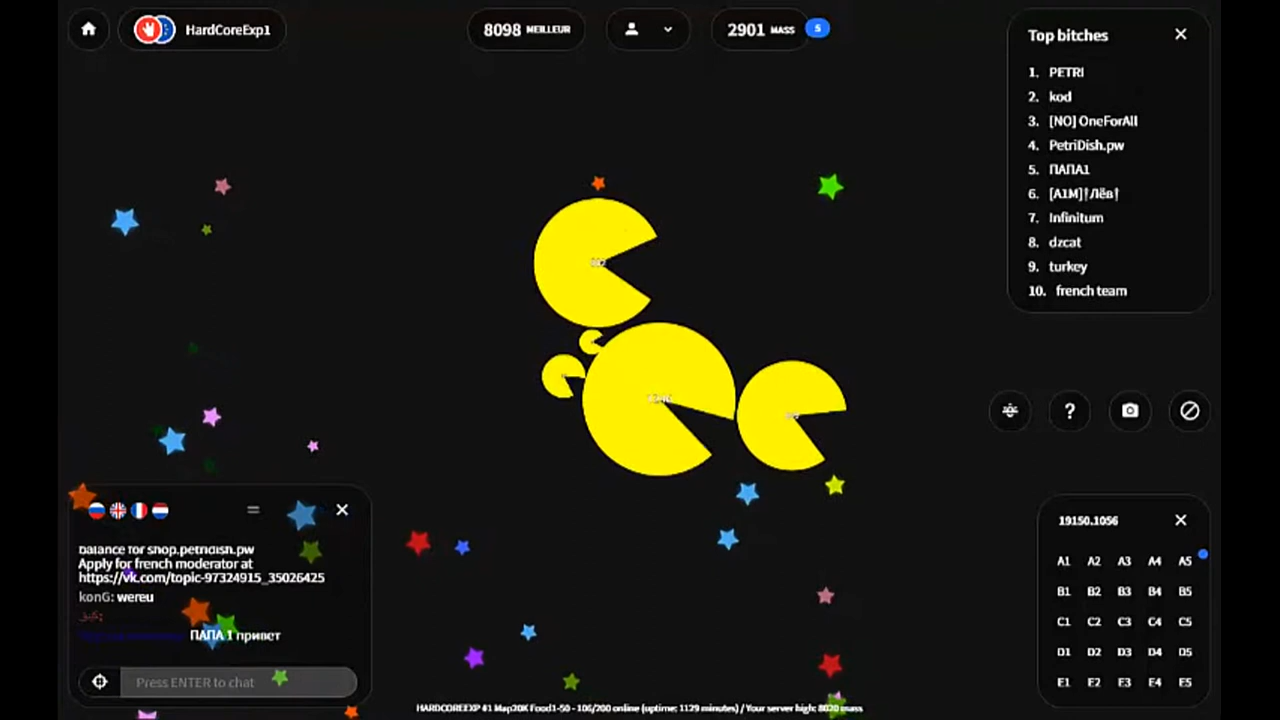 HardCoreExp1
8098 MEILLEUR
2901 MASS
5
Top bitches
1. PETRI
2. kod
3. [NO] OneForAll
4. PetriDish.pw
5. ПАПА1
6. [A1M]†Лёв†
7. Infinitum
8. dzcat
9. turkey
10. french team
?
balance for shop.petridish.pw
Apply for french moderator at
https://vk.com/topic-97324915_35026425
konG: wereu
ПАПА 1 привет
Press ENTER to chat
19150.1056
A1 A2 A3 A4 A5
B1 B2 B3 B4 B5
C1 C2 C3 C4 C5
D1 D2 D3 D4 D5
E1 E2 E3 E4 E5
HARDCOREEXP #1 Map20K Food1-50 - 106/200 online (uptime: 1129 minutes) / Your server high: 8020 mass